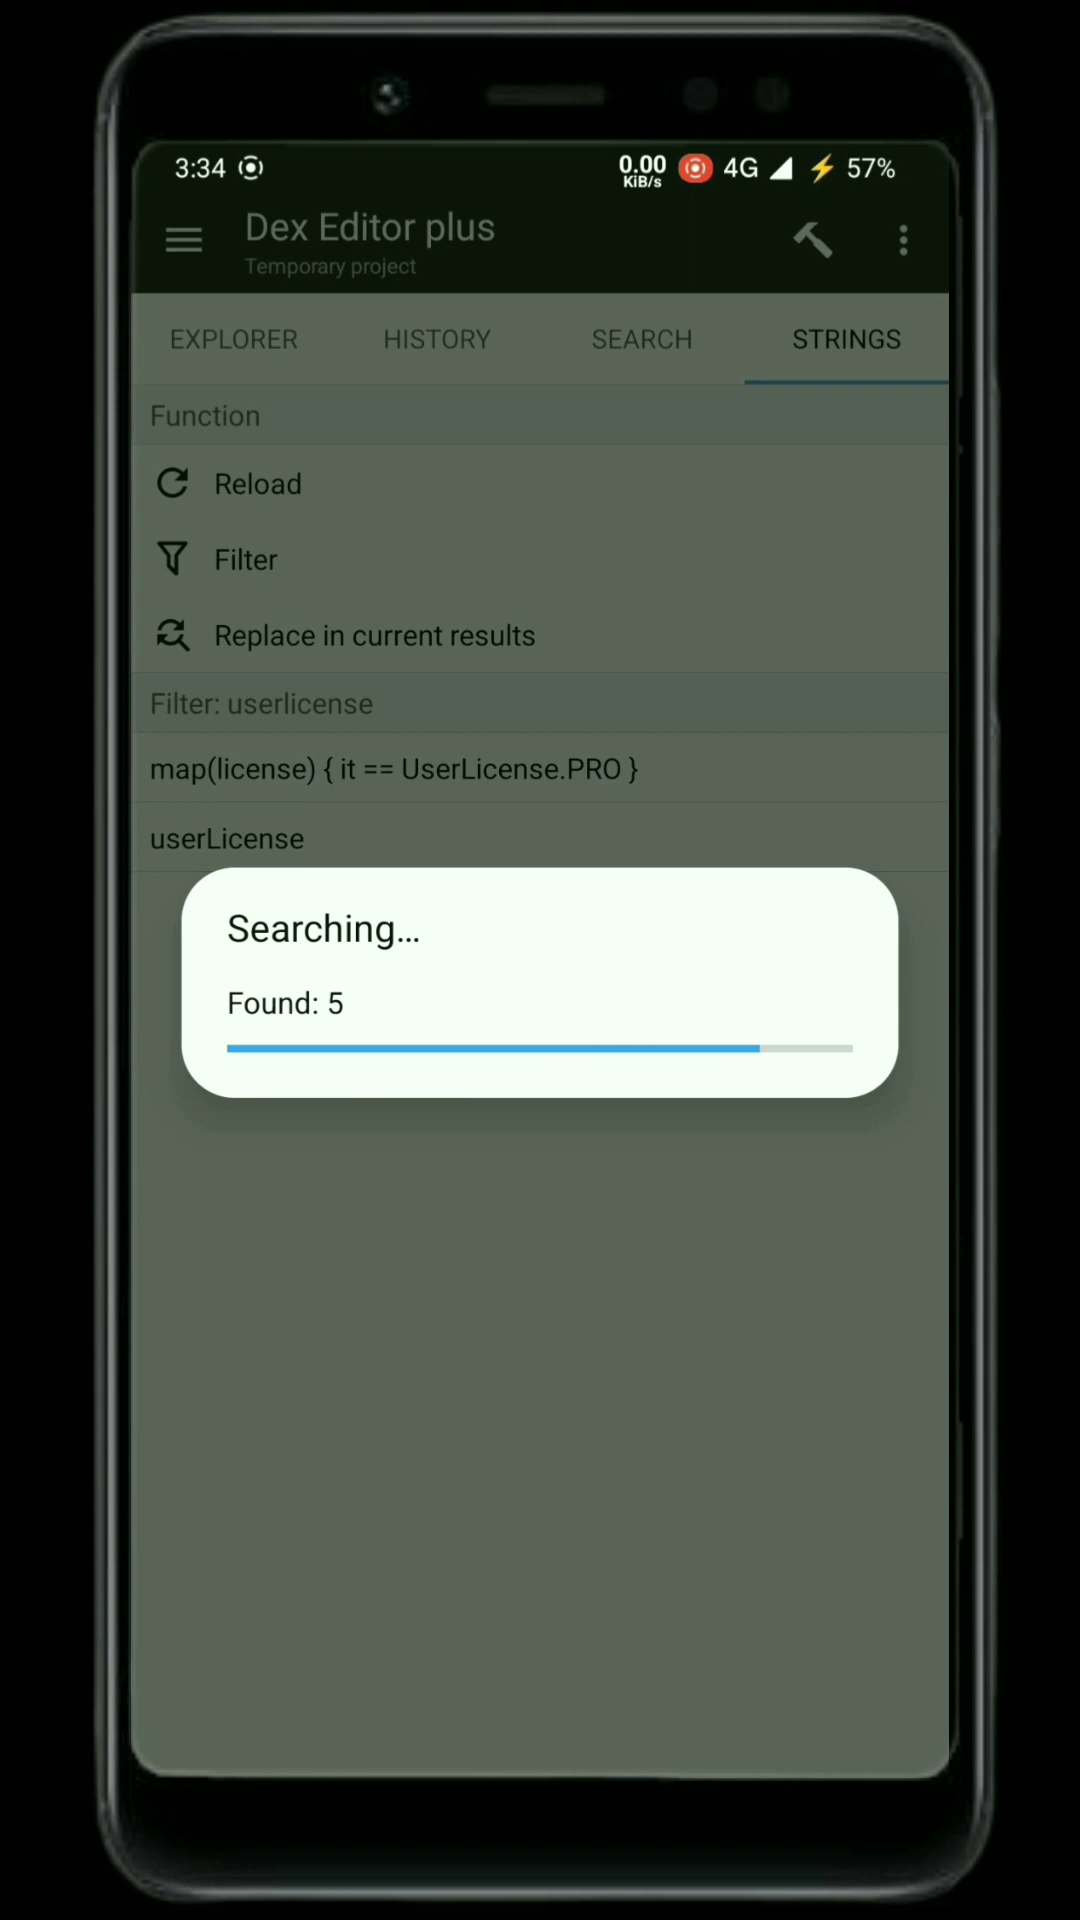 3:34
0.00
KiB/s
4G
57%
Dex Editor plus
Temporary project
EXPLORER
HISTORY
SEARCH
STRINGS
Function
Reload
Filter
Replace in current results
Filter: userlicense
map(license) { it == UserLicense.PRO }
userLicense
Searching...
Found: 5